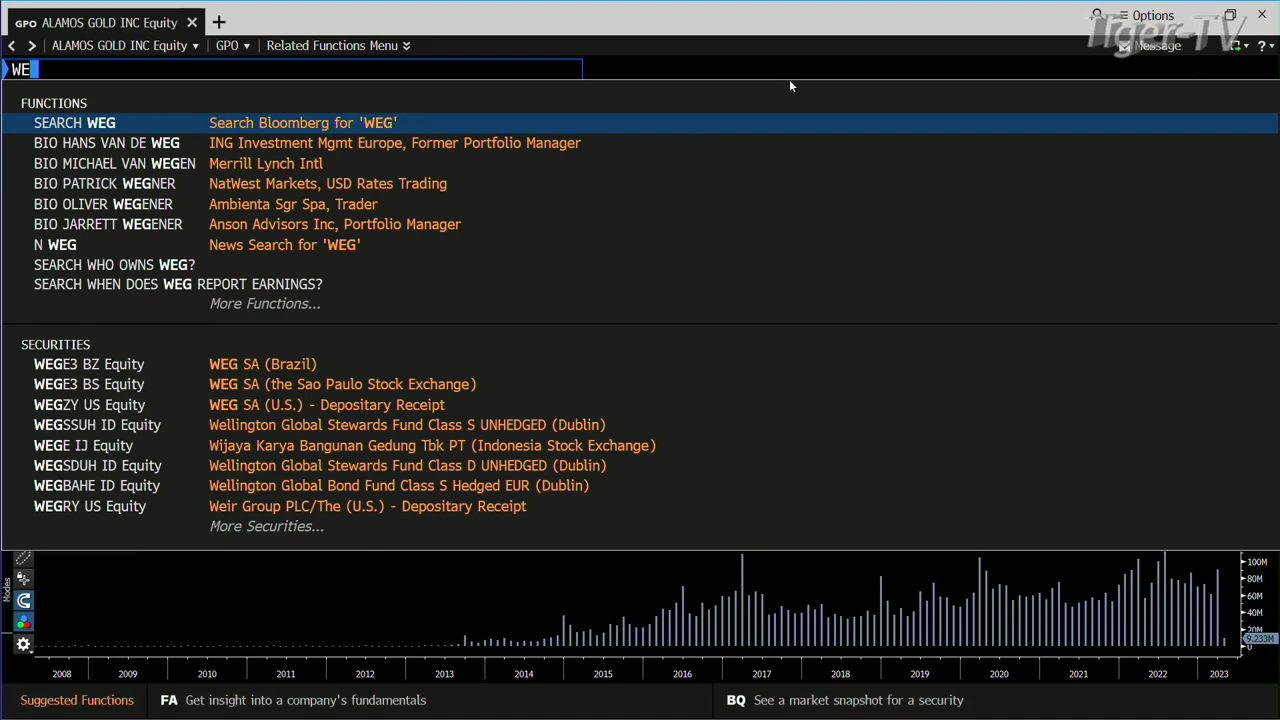 GPO ALAMOS GOLD INC Equity
Options
Tiger-TV
ALAMOS GOLD INC Equity GPO Related Functions Menu Message ?
WE
FUNCTIONS
SEARCH WEG Search Bloomberg for 'WEG'
BIO HANS VAN DE WEG ING Investment Mgmt Europe, Former Portfolio Manager
BIO MICHAEL VAN WEGEN Merrill Lynch Intl
BIO PATRICK WEGNER NatWest Markets, USD Rates Trading
BIO OLIVER WEGENER Ambienta Sgr Spa, Trader
BIO JARRETT WEGENER Anson Advisors Inc, Portfolio Manager
N WEG News Search for 'WEG'
SEARCH WHO OWNS WEG?
SEARCH WHEN DOES WEG REPORT EARNINGS?
More Functions...
SECURITIES
WEGE3 BZ Equity WEG SA (Brazil)
WEGE3 BS Equity WEG SA (the Sao Paulo Stock Exchange)
WEGZY US Equity WEG SA (U.S.) - Depositary Receipt
WEGSSUH ID Equity Wellington Global Stewards Fund Class S UNHEDGED (Dublin)
WEGE IJ Equity Wijaya Karya Bangunan Gedung Tbk PT (Indonesia Stock Exchange)
WEGSDUH ID Equity Wellington Global Stewards Fund Class D UNHEDGED (Dublin)
WEGBAHE ID Equity Wellington Global Bond Fund Class S Hedged EUR (Dublin)
WEGRY US Equity Weir Group PLC/The (U.S.) - Depositary Receipt
More Securities...
Modes
100M
80M
60M
40M
20M
9.233M
0
2008 2009 2010 2011 2012 2013 2014 2015 2016 2017 2018 2019 2020 2021 2022 2023
Suggested Functions FA Get insight into a company's fundamentals BQ See a market snapshot for a security